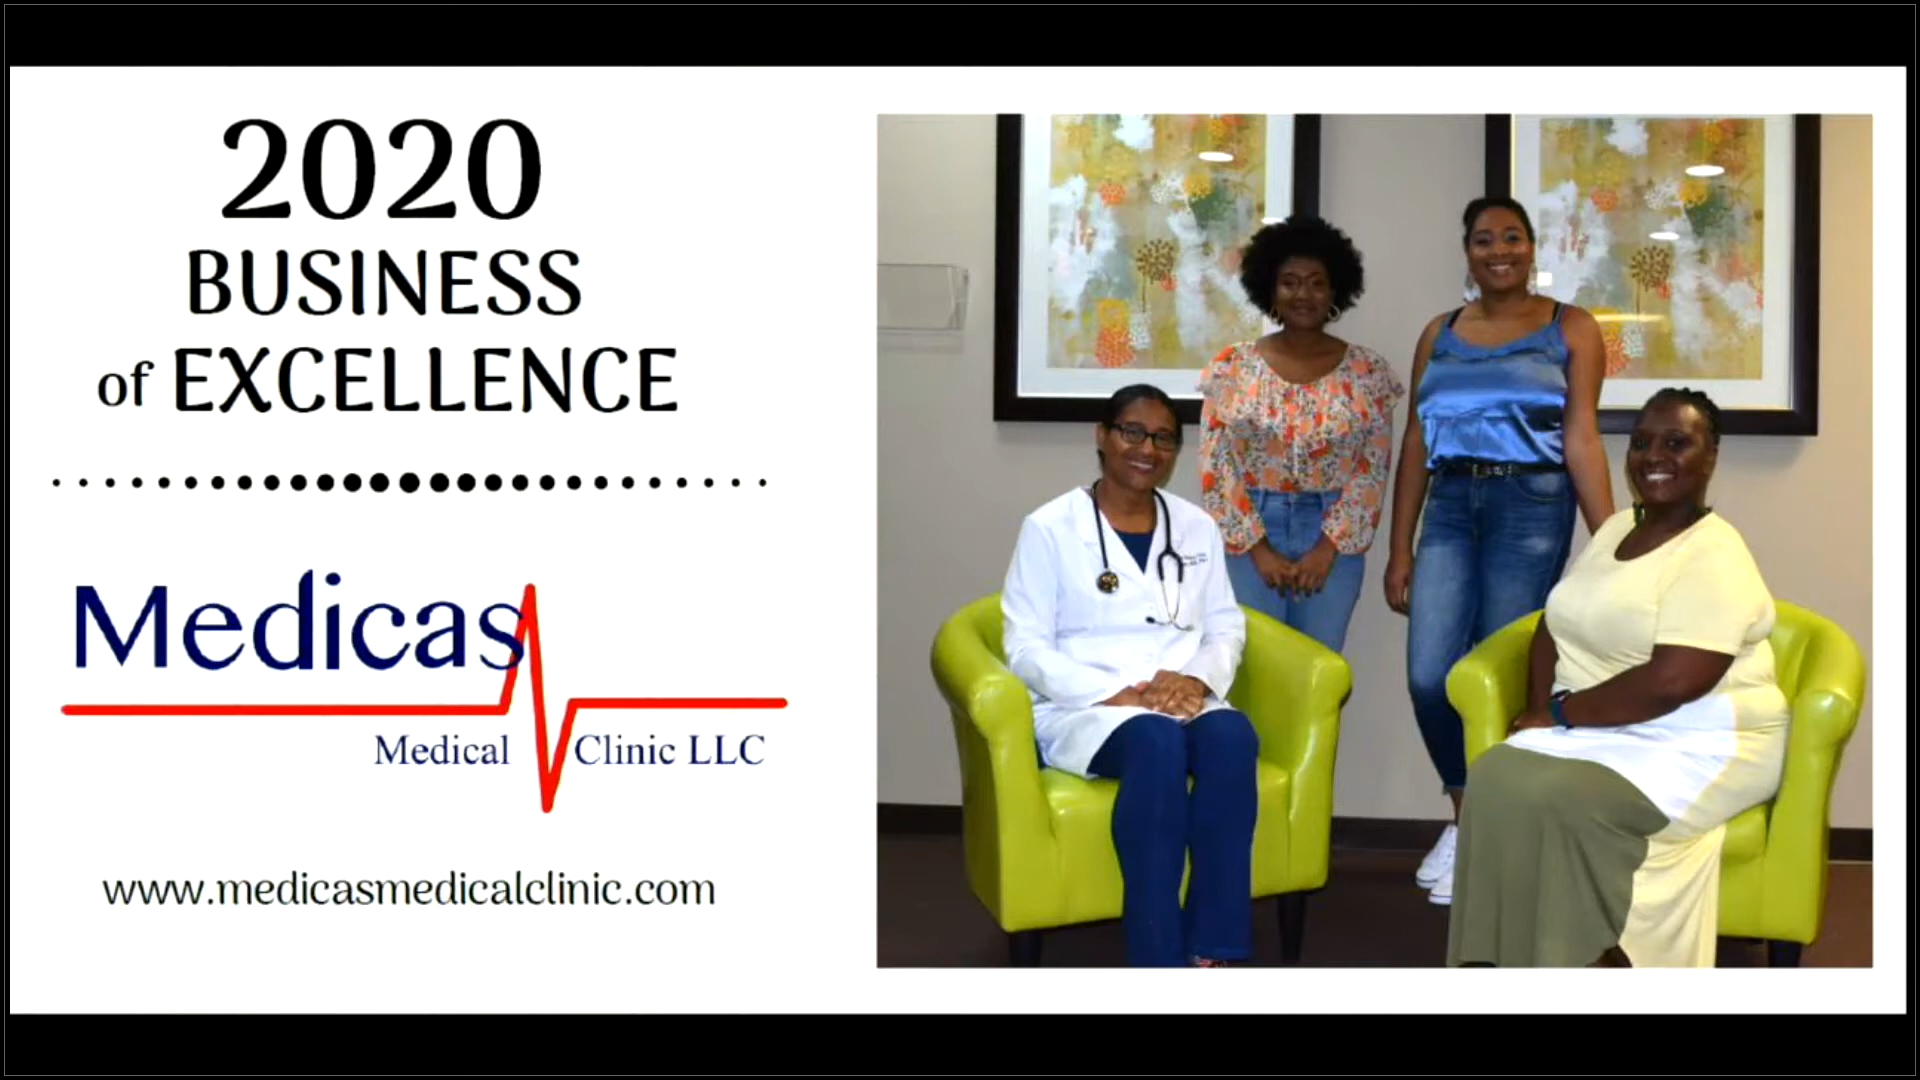 2020
BUSINESS
of EXCELLENCE
Medicas
Medical Clinic LLC
www.medicasmedicalclinic.com